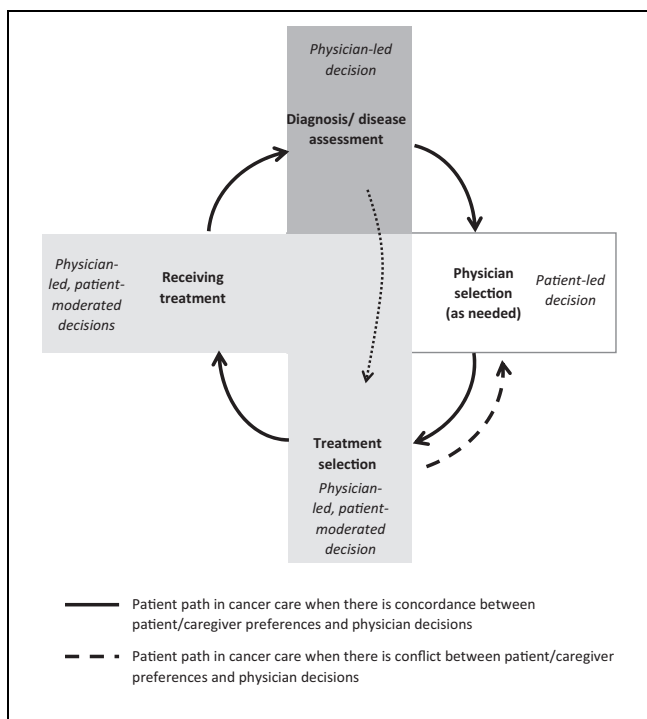 Physician-led
decision
Diagnosis/ disease
assessment
Physician-
led, patient-
moderated
decisions
Receiving
treatment
Physician
selection
(as needed)
Patient-led
decision
Treatment
selection
Physician-
led, patient-
moderated
decision
Patient path in cancer care when there is concordance between
patient/caregiver preferences and physician decisions
Patient path in cancer care when there is conflict between patient/caregiver
preferences and physician decisions